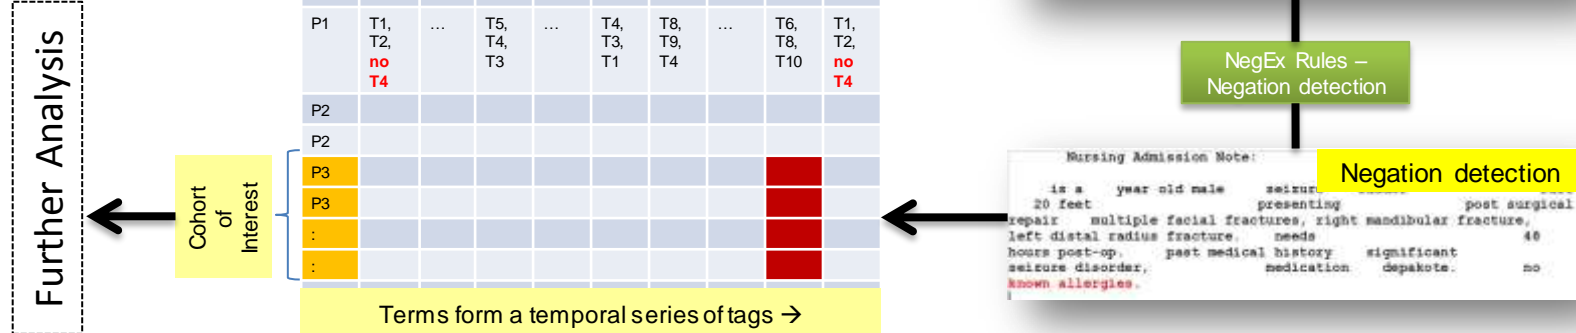 Further Analysis
Cohort
of
Interest
P1
T1,
T2,
no
T4
...
T5,
T4,
T3
...
T4,
T3,
T1
T8,
T9,
T4
...
T6,
T8,
T10
T1,
T2,
no
T4
P2
P2
P3
P3
:
:
Terms form a temporal series of tags →
NegEx Rules –
Negation detection
Negation detection
Nursing Admission Note:
is a year old male
20 feet presenting post surgical
repair multiple facial fractures, right mandibular fracture,
left distal radius fracture. needs 48
hours post-op. past medical history significant
seizure disorder, medication depakote. no
known allergies.